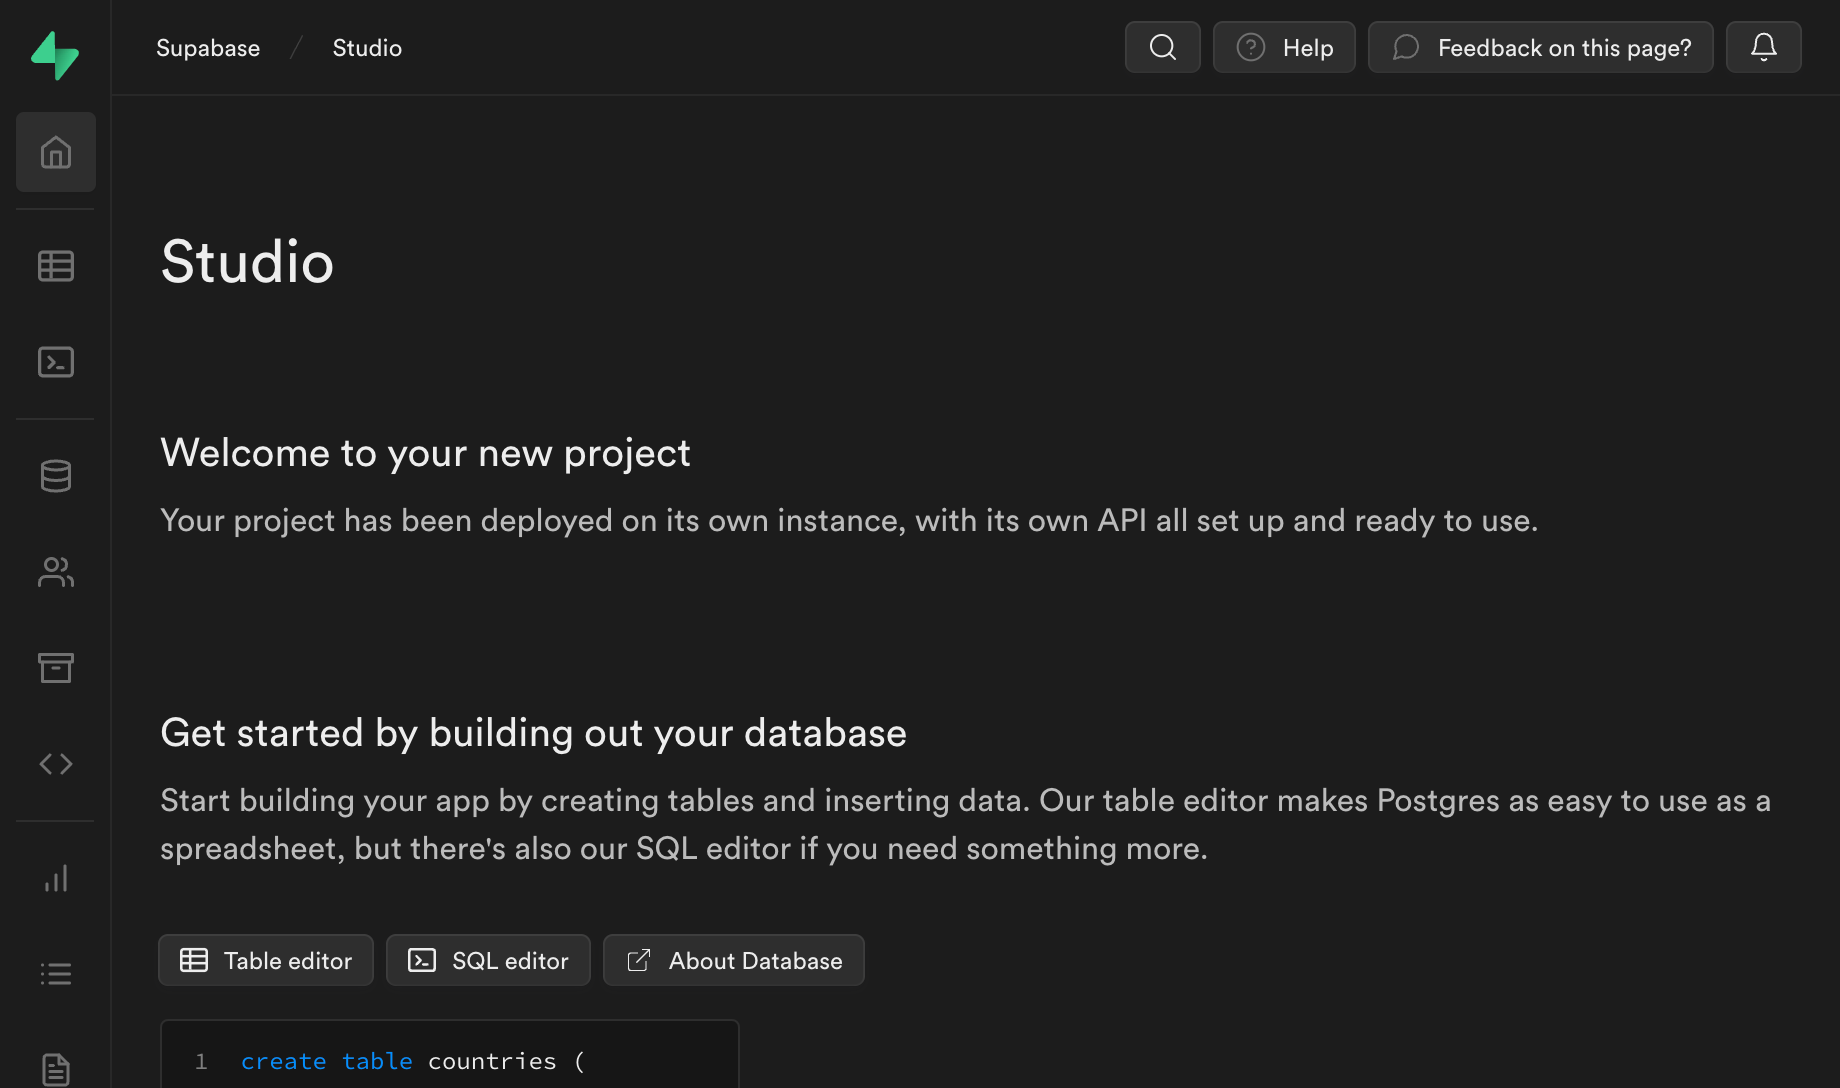 Supabase / Studio
Help
Feedback on this page?
Studio
Welcome to your new project
Your project has been deployed on its own instance, with its own API all set up and ready to use.
Get started by building out your database
Start building your app by creating tables and inserting data. Our table editor makes Postgres as easy to use as a
spreadsheet, but there's also our SQL editor if you need something more.
Table editor
SQL editor
About Database
1 create table countries (